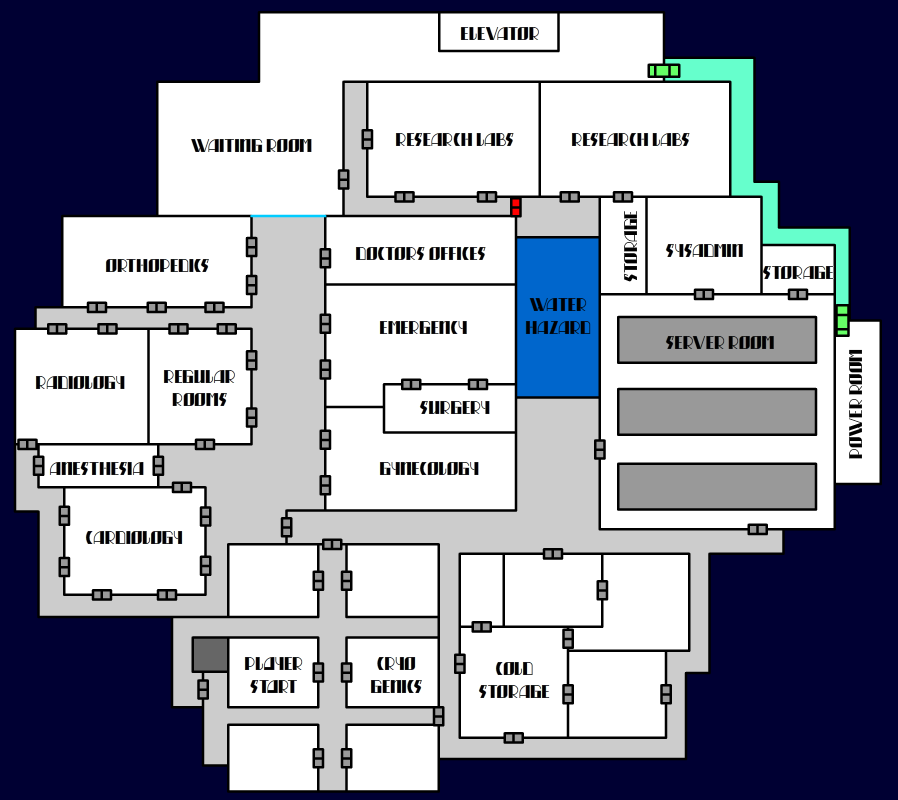 ELEVATOR
WAITING ROOM
RESEARCH LABS
RESEARCH LABS
ORTHOPEDICS
DOCTORS OFFICES
STORAGE
SYSADMIN
STORAGE
EMERGENCY
WATER
HAZARD
SERVER ROOM
RADIOLOGY
REGULAR
ROOMS
SURGERY
POWER ROOM
ANESTHESIA
GYNECOLOGY
CARDIOLOGY
PLAYER
START
CRYO
GENICS
COLD
STORAGE